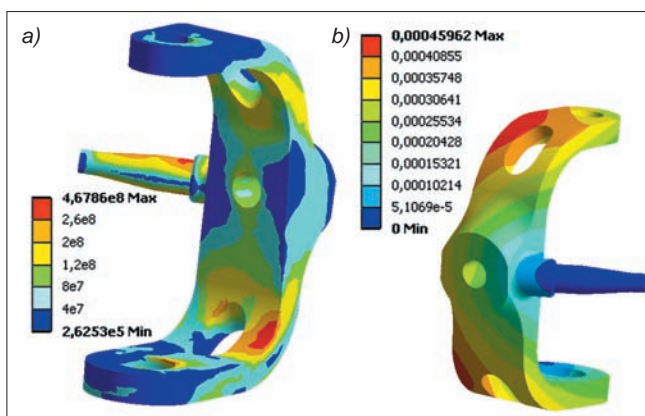 a)
4,6786e8 Max
2,6e8
2e8
1,2e8
8e7
4e7
2,6253e5 Min
b)
0,00045962 Max
0,00040855
0,00035748
0,00030641
0,00025534
0,00020428
0,00015321
0,00010214
5,1069e-5
0 Min